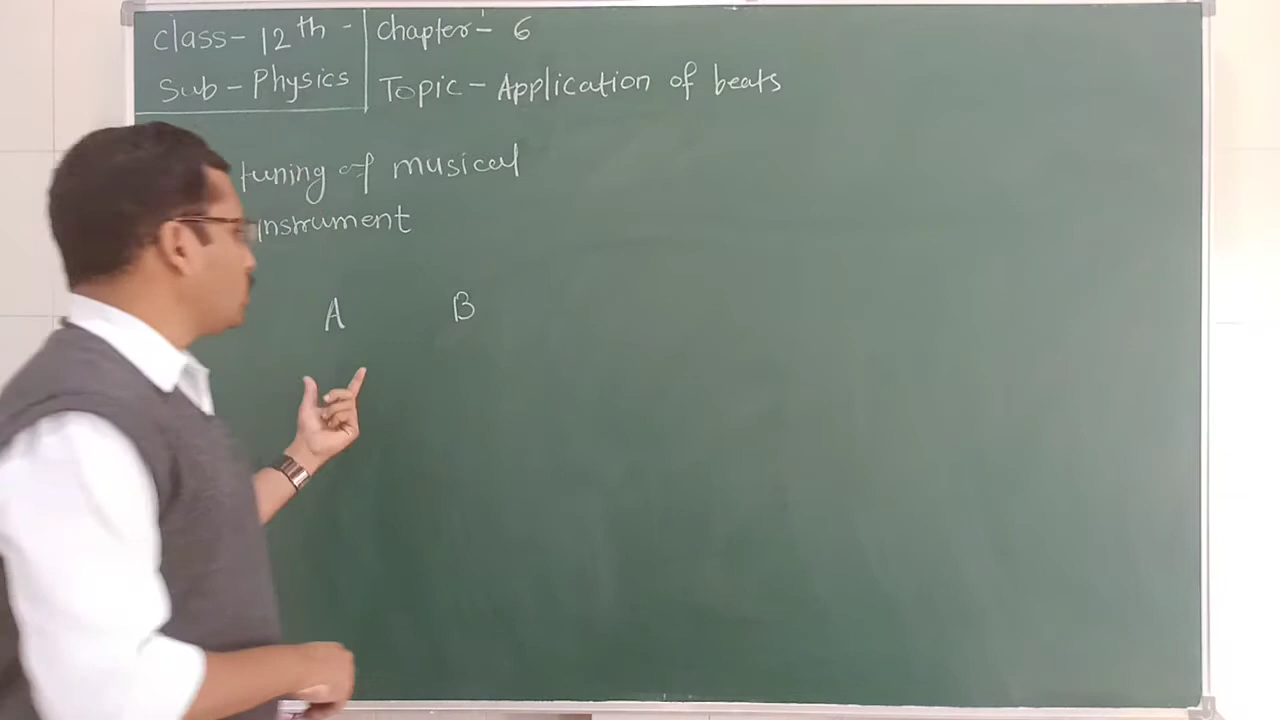 class- 12th - chapter- 6
Sub - Physics Topic - Application of beats
tuning of musical
instrument
A B